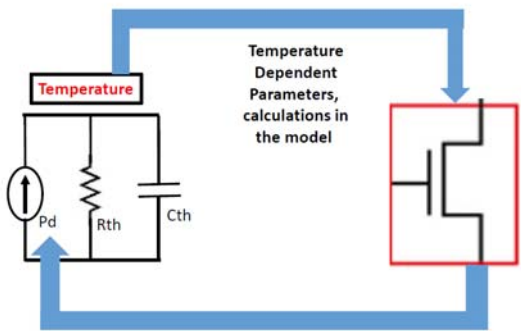 Temperature
Dependent
Parameters,
calculations in
the model
Temperature
Pd
Rth
Cth